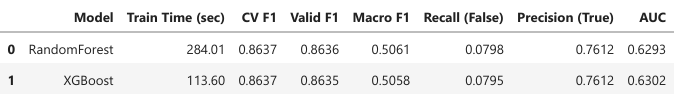 Model Train Time (sec) CV F1 Valid F1 Macro F1 Recall (False) Precision (True) AUC
0 RandomForest 284.01 0.8637 0.8636 0.5061 0.0798 0.7612 0.6293
1 XGBoost 113.60 0.8637 0.8635 0.5058 0.0795 0.7612 0.6302